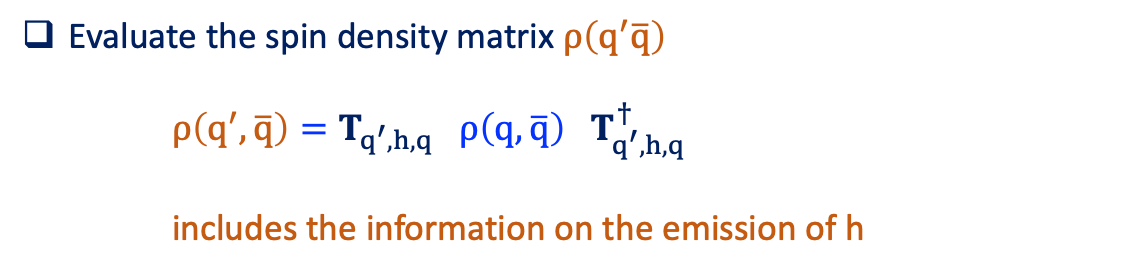 ❑ Evaluate the spin density matrix ρ(q′q̄)
ρ(q′, q̄) = T_{q′,h,q} ρ(q, q̄) T†_{q′,h,q}
includes the information on the emission of h